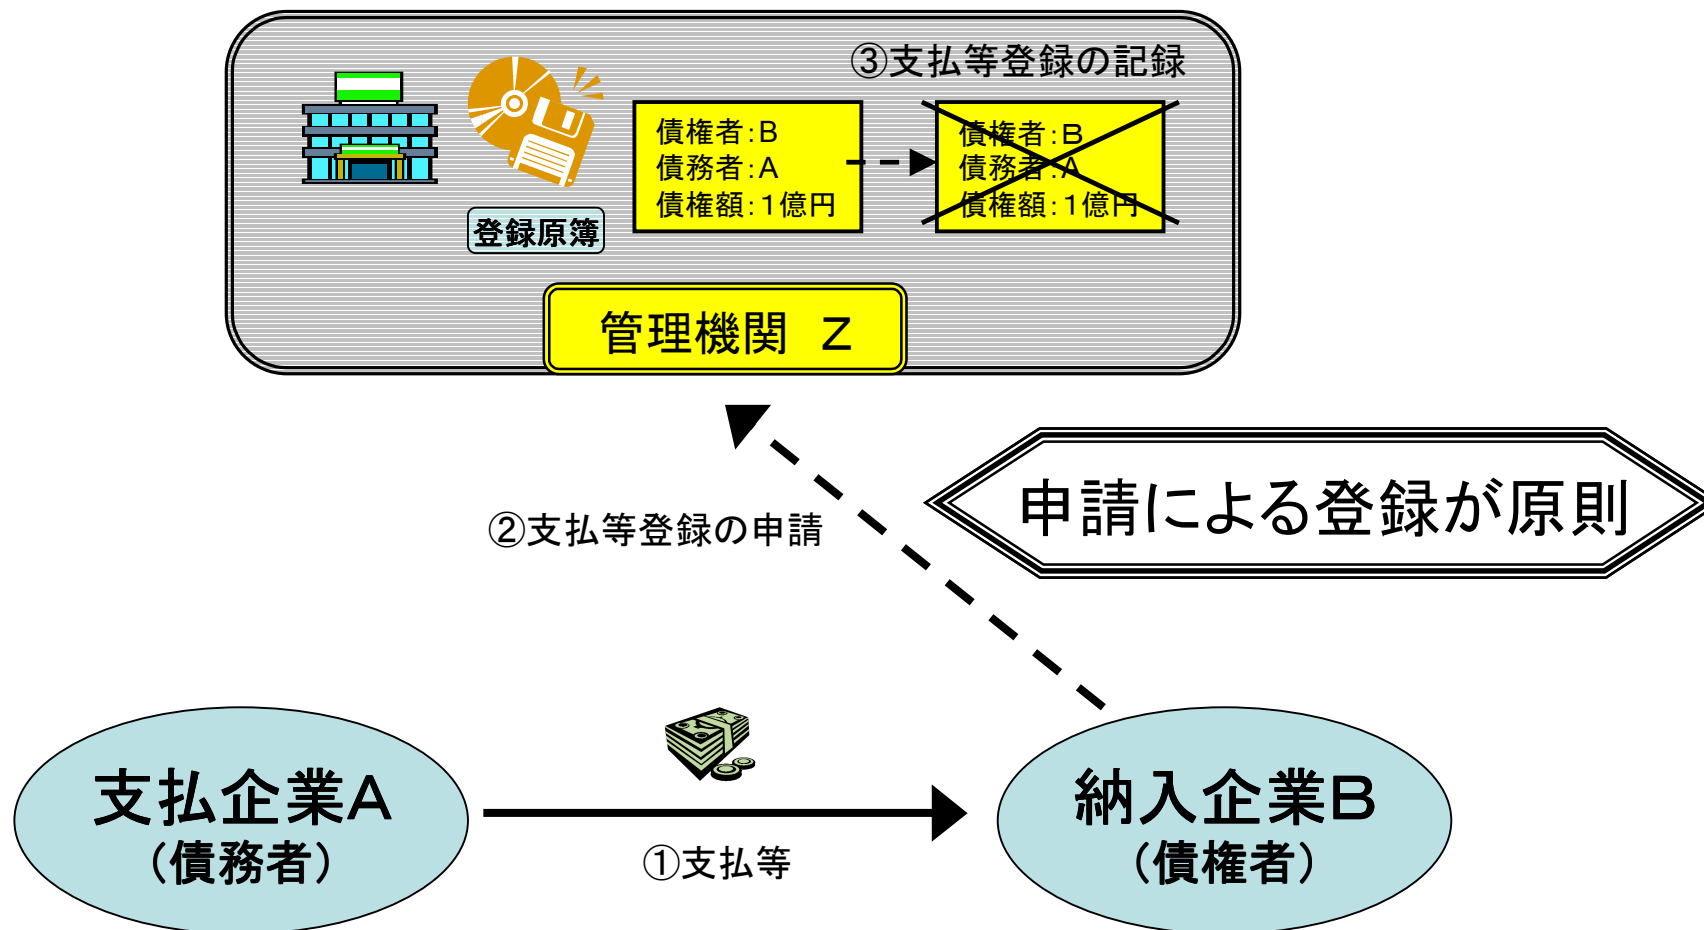 ③支払等登録の記録
債権者:B
債務者:A
債権額:1億円
債権者:B
債務者:A
債権額:1億円
登録原簿
管理機関 Z
申請による登録が原則
②支払等登録の申請
支払企業A
(債務者)
①支払等
納入企業B
(債権者)